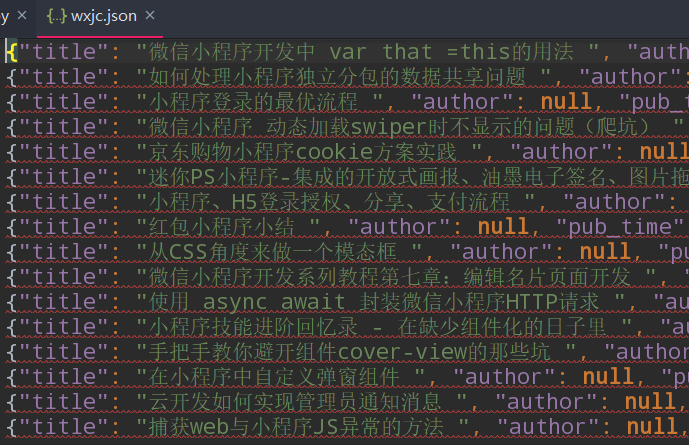 y × {..} wxjc.json ×
{"title": "微信小程序开发中 var that =this的用法 ", "auth
{"title": "如何处理小程序独立分包的数据共享问题 ", "author":
{"title": "小程序登录的最优流程 ", "author": null, "pub_t
{"title": "微信小程序 动态加载swiper时不显示的问题（爬坑） "
{"title": "京东购物小程序cookie方案实践 ", "author": null
{"title": "迷你PS小程序-集成的开放式画报、油墨电子签名、图片拖
{"title": "小程序、H5登录授权、分享、支付流程 ", "author":
{"title": "红包小程序小结 ", "author": null, "pub_time"
{"title": "从CSS角度来做一个模态框 ", "author": null, "pu
{"title": "微信小程序开发系列教程第七章：编辑名片页面开发 ", "
{"title": "使用 async await 封装微信小程序HTTP请求 ", "au
{"title": "小程序技能进阶回忆录 - 在缺少组件化的日子里 ", "au
{"title": "手把手教你避开组件cover-view的那些坑 ", "autho
{"title": "在小程序中自定义弹窗组件 ", "author": null, "pu
{"title": "云开发如何实现管理员通知消息 ", "author": null,
{"title": "捕获web与小程序JS异常的方法 ", "author": null,